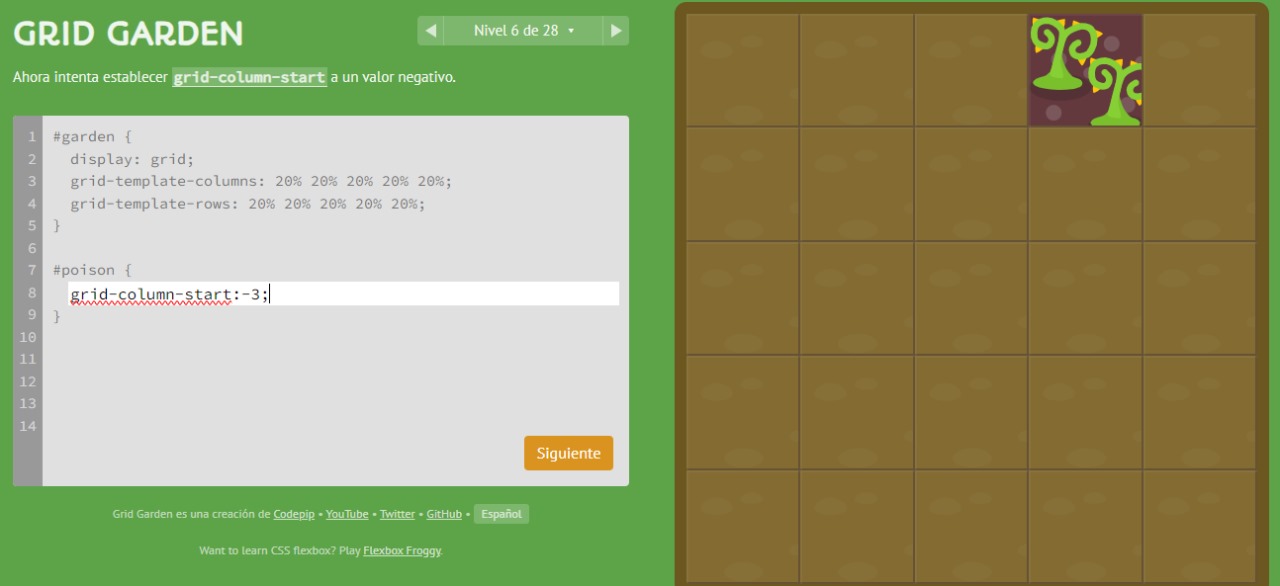 GRID GARDEN
◀ Nivel 6 de 28 ▾ ▶
Ahora intenta establecer grid-column-start a un valor negativo.
1 #garden {
2   display: grid;
3   grid-template-columns: 20% 20% 20% 20% 20%;
4   grid-template-rows: 20% 20% 20% 20% 20%;
5 }
6
7 #poison {
8   grid-column-start:-3;
9 }
10
11
12
13
14
Siguiente
Grid Garden es una creación de Codepip • YouTube • Twitter • GitHub • Español
Want to learn CSS flexbox? Play Flexbox Froggy.